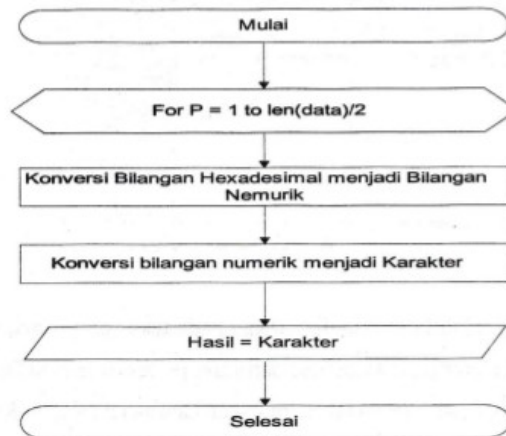 Mulai
For P = 1 to len(data)/2
Konversi Bilangan Hexadesimal menjadi Bilangan
Nemurik
Konversi bilangan numerik menjadi Karakter
Hasil = Karakter
Selesai